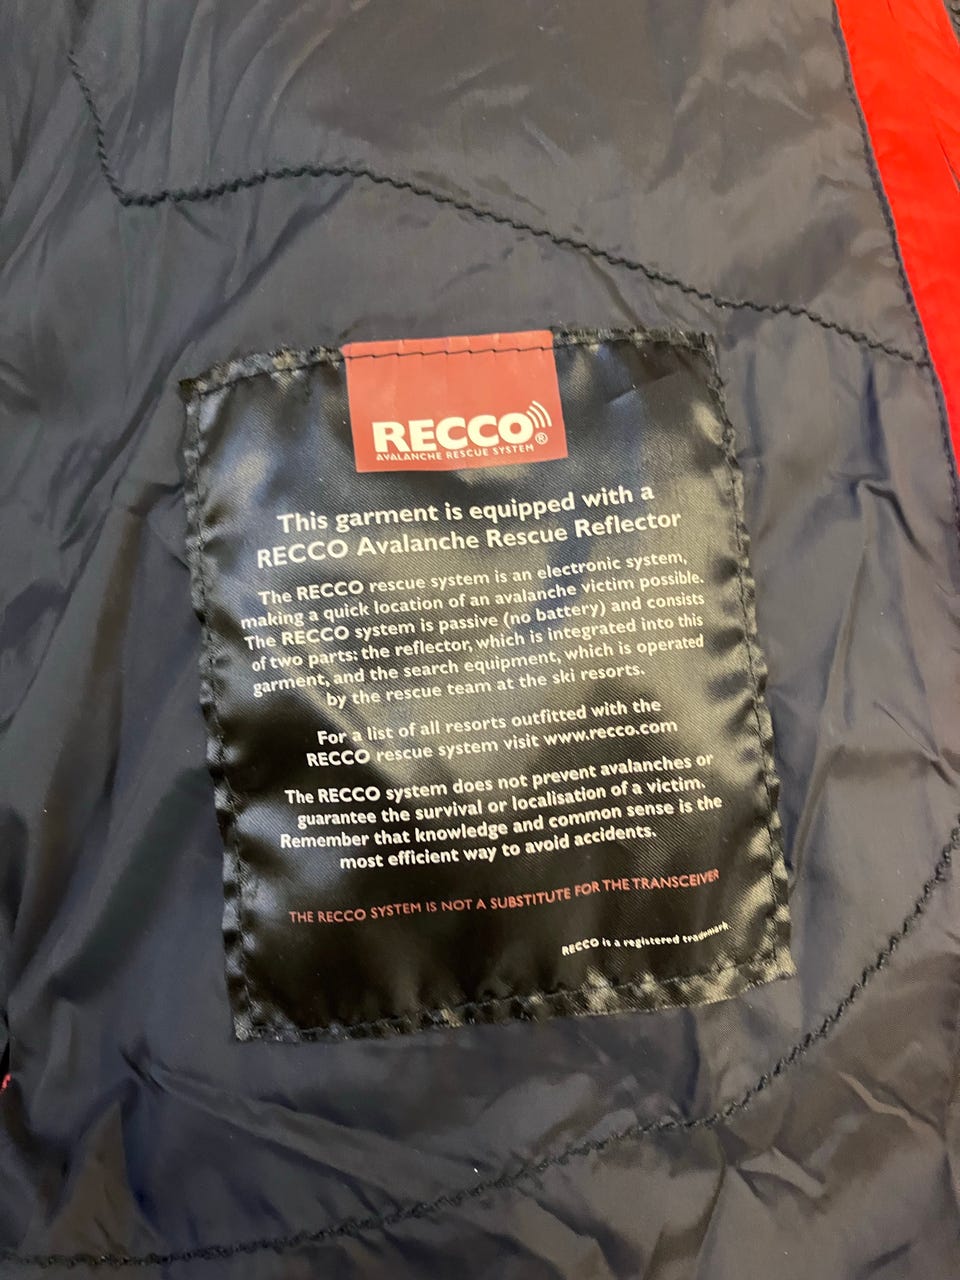 RECCO®
AVALANCHE RESCUE SYSTEM
This garment is equipped with a
RECCO Avalanche Rescue Reflector
The RECCO rescue system is an electronic system,
making a quick location of an avalanche victim possible.
The RECCO system is passive (no battery) and consists
of two parts: the reflector, which is integrated into this
garment, and the search equipment, which is operated
by the rescue team at the ski resorts.
For a list of all resorts outfitted with the
RECCO rescue system visit www.recco.com
The RECCO system does not prevent avalanches or
guarantee the survival or localisation of a victim.
Remember that knowledge and common sense is the
most efficient way to avoid accidents.
THE RECCO SYSTEM IS NOT A SUBSTITUTE FOR THE TRANSCEIVER
RECCO is a registered trademark.